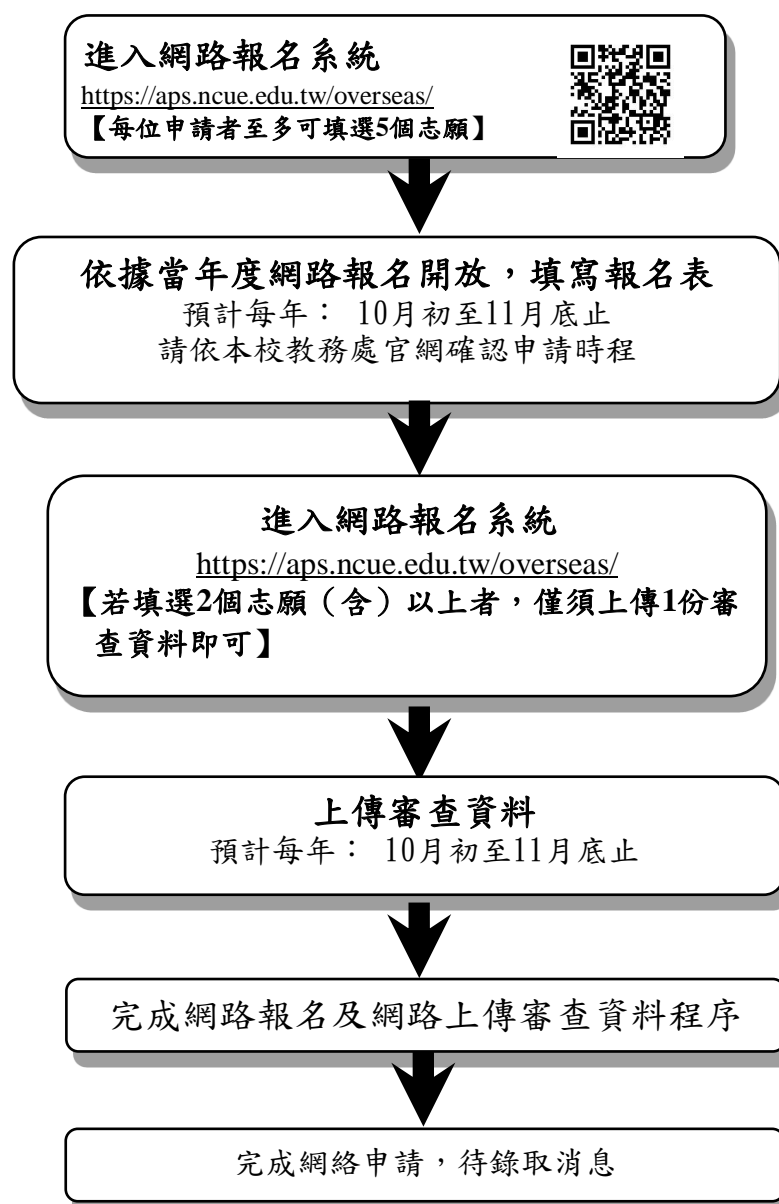 進入網路報名系統
https://aps.ncue.edu.tw/overseas/
【每位申請者至多可填選5個志願】
依據當年度網路報名開放，填寫報名表
預計每年： 10月初至11月底止
請依本校教務處官網確認申請時程
進入網路報名系統
https://aps.ncue.edu.tw/overseas/
【若填選2個志願（含）以上者，僅須上傳1份審
查資料即可】
上傳審查資料
預計每年： 10月初至11月底止
完成網路報名及網路上傳審查資料程序
完成網絡申請，待錄取消息